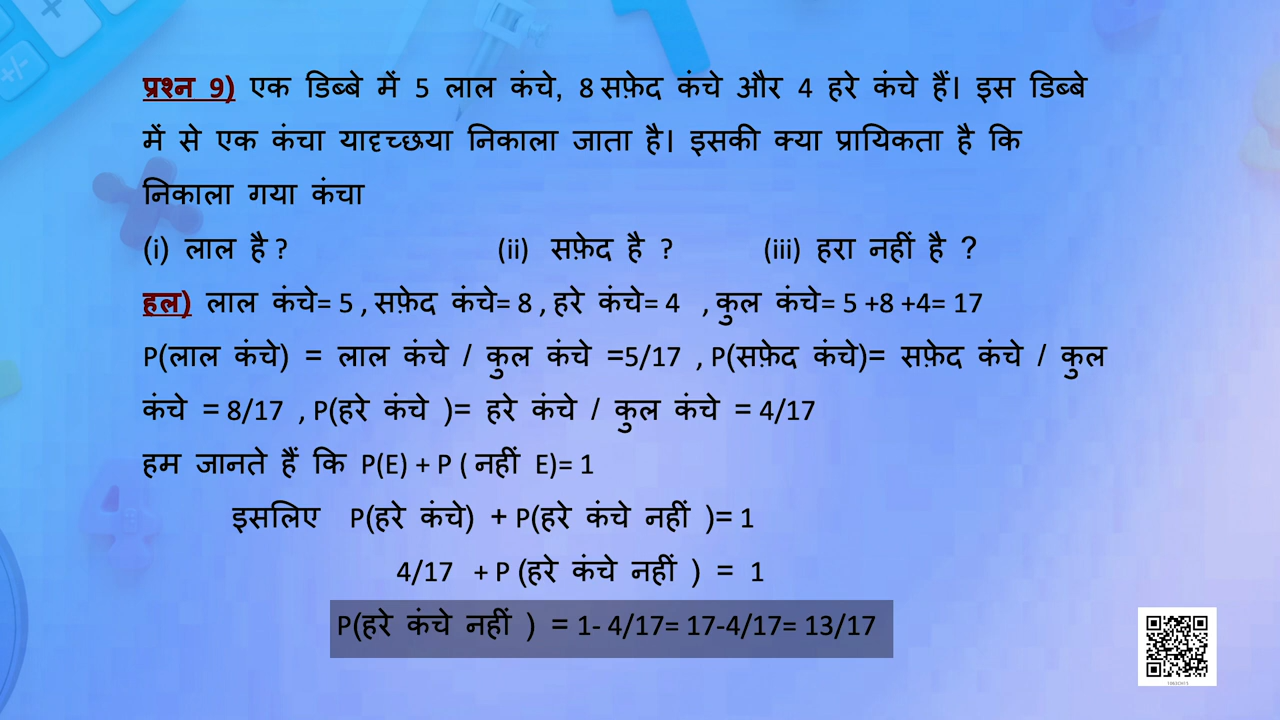 प्रश्न 9) एक डिब्बे में 5 लाल कंचे, 8 सफ़ेद कंचे और 4 हरे कंचे हैं। इस डिब्बे
में से एक कंचा यादृच्छया निकाला जाता है। इसकी क्या प्रायिकता है कि
निकाला गया कंचा
(i) लाल है ? (ii) सफ़ेद है ? (iii) हरा नहीं है ?
हल) लाल कंचे= 5 , सफ़ेद कंचे= 8 , हरे कंचे= 4 , कुल कंचे= 5 +8 +4= 17
P(लाल कंचे) = लाल कंचे / कुल कंचे =5/17 , P(सफ़ेद कंचे)= सफ़ेद कंचे / कुल
कंचे = 8/17 , P(हरे कंचे )= हरे कंचे / कुल कंचे = 4/17
हम जानते हैं कि P(E) + P ( नहीं E)= 1
इसलिए P(हरे कंचे) + P(हरे कंचे नहीं )= 1
4/17 + P (हरे कंचे नहीं ) = 1
P(हरे कंचे नहीं ) = 1- 4/17= 17-4/17= 13/17